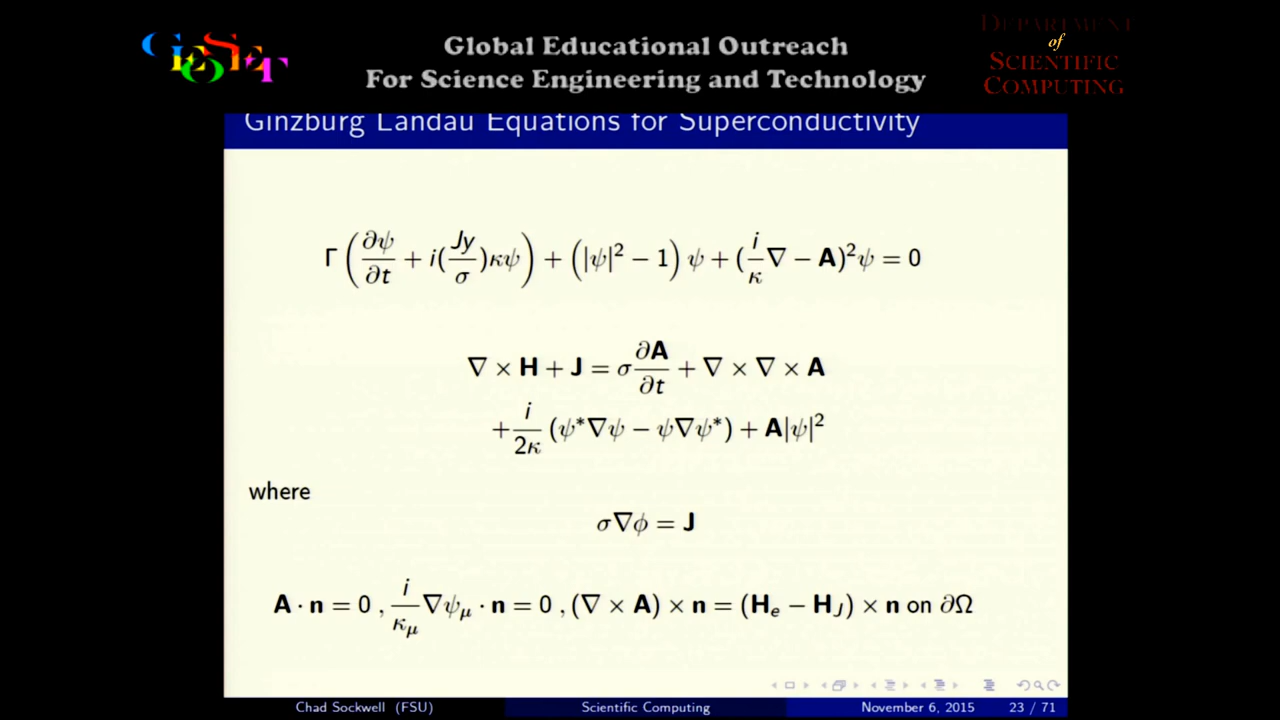 GEOSET
Global Educational Outreach
For Science Engineering and Technology
DEPARTMENT
of
SCIENTIFIC
COMPUTING
Ginzburg Landau Equations for Superconductivity
Γ(∂ψ/∂t + i(Jy/σ)κψ) + (|ψ|² − 1) ψ + (i/κ ∇ − A)²ψ = 0
∇ × H + J = σ ∂A/∂t + ∇ × ∇ × A
+ i/2κ (ψ*∇ψ − ψ∇ψ*) + A|ψ|²
where
σ∇ϕ = J
A · n = 0 , i/κ_μ ∇ψ_μ · n = 0 , (∇ × A) × n = (H_e − H_J) × n on ∂Ω
Chad Sockwell (FSU) Scientific Computing November 6, 2015 23 / 71